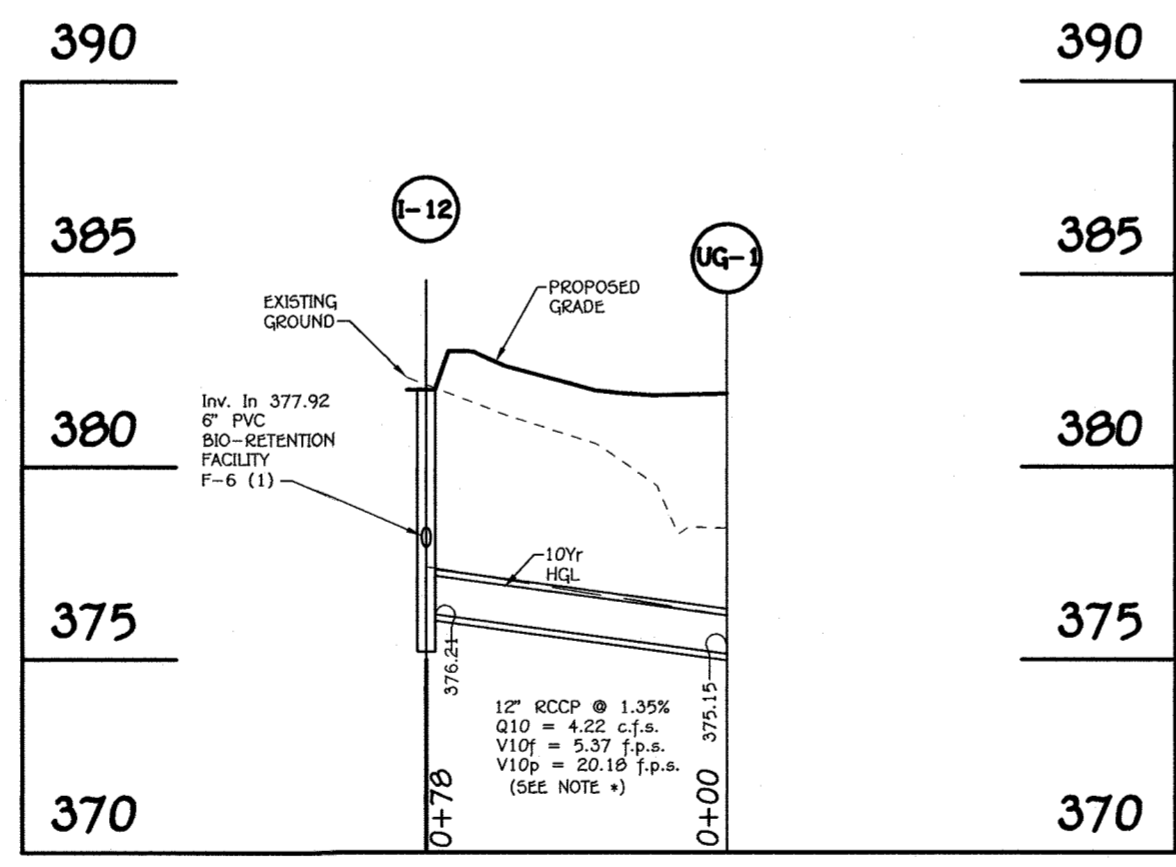 390
390
I-12
385
385
UG-1
EXISTING
GROUND
PROPOSED
GRADE
Inv. In 377.92
6" PVC
BIO-RETENTION
FACILITY
F-6 (1)
380
380
10Yr
HGL
375
375
376.21
375.15
12" RCCP @ 1.35%
Q10 = 4.22 c.f.s.
V10f = 5.37 f.p.s.
V10p = 20.18 f.p.s.
(SEE NOTE *)
0+78
0+00
370
370